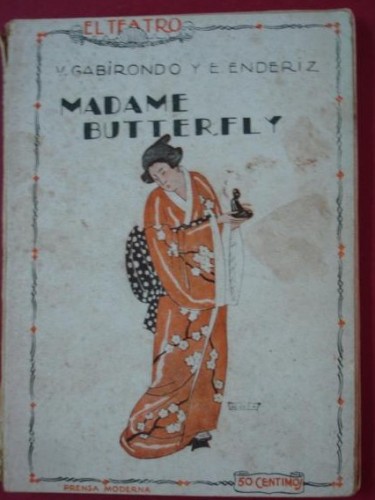 EL TEATRO
V. GABIRONDO Y E. ENDERIZ
MADAME
BUTTERFLY
PRENSA MODERNA
50 CENTIMOS